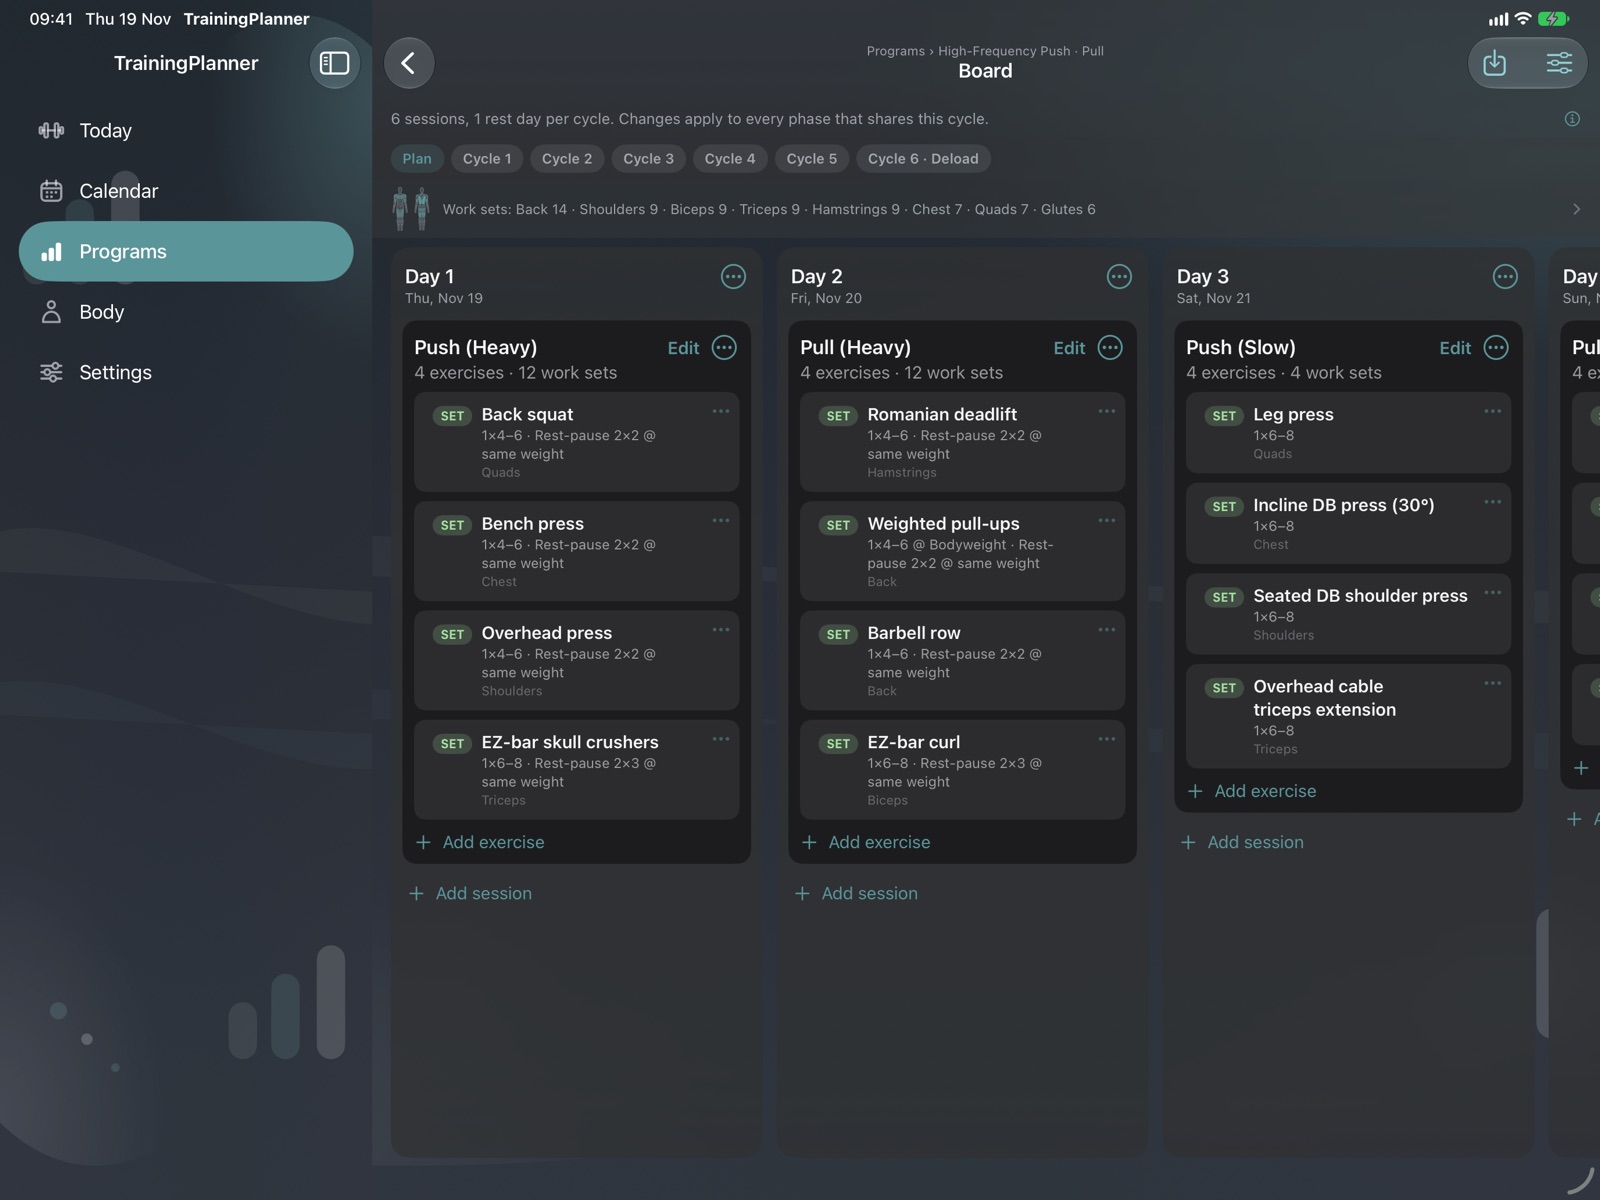 09:41 Thu 19 Nov TrainingPlanner
TrainingPlanner
Today
Calendar
Programs
Body
Settings
Programs › High-Frequency Push · Pull
Board
6 sessions, 1 rest day per cycle. Changes apply to every phase that shares this cycle.
Plan
Cycle 1
Cycle 2
Cycle 3
Cycle 4
Cycle 5
Cycle 6 · Deload
Work sets: Back 14 · Shoulders 9 · Biceps 9 · Triceps 9 · Hamstrings 9 · Chest 7 · Quads 7 · Glutes 6
Day 1
Thu, Nov 19
Push (Heavy)
Edit
4 exercises · 12 work sets
SET
Back squat
1×4–6 · Rest-pause 2×2 @
same weight
Quads
SET
Bench press
1×4–6 · Rest-pause 2×2 @
same weight
Chest
SET
Overhead press
1×4–6 · Rest-pause 2×2 @
same weight
Shoulders
SET
EZ-bar skull crushers
1×6–8 · Rest-pause 2×3 @
same weight
Triceps
+ Add exercise
+ Add session
Day 2
Fri, Nov 20
Pull (Heavy)
Edit
4 exercises · 12 work sets
SET
Romanian deadlift
1×4–6 · Rest-pause 2×2 @
same weight
Hamstrings
SET
Weighted pull-ups
1×4–6 @ Bodyweight · Rest-
pause 2×2 @ same weight
Back
SET
Barbell row
1×4–6 · Rest-pause 2×2 @
same weight
Back
SET
EZ-bar curl
1×6–8 · Rest-pause 2×3 @
same weight
Biceps
+ Add exercise
+ Add session
Day 3
Sat, Nov 21
Push (Slow)
Edit
4 exercises · 4 work sets
SET
Leg press
1×6–8
Quads
SET
Incline DB press (30°)
1×6–8
Chest
SET
Seated DB shoulder press
1×6–8
Shoulders
SET
Overhead cable
triceps extension
1×6–8
Triceps
+ Add exercise
+ Add session
Day
Sun,